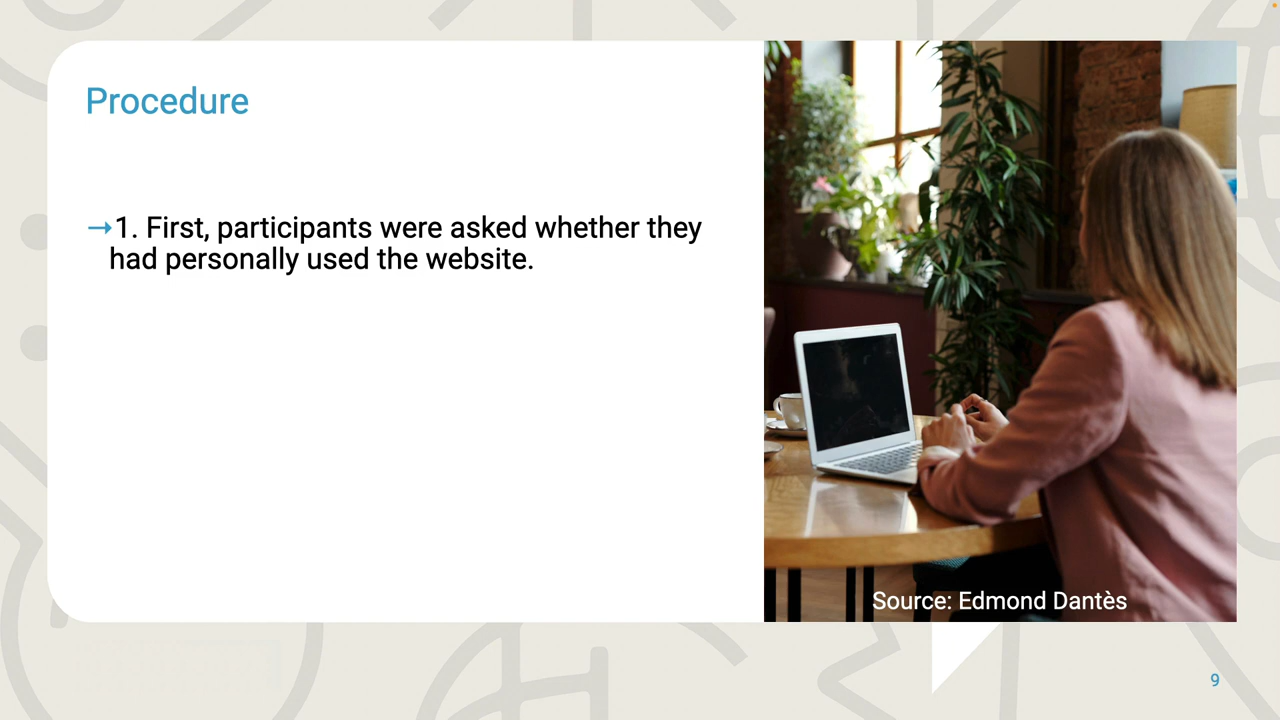 Procedure
→1. First, participants were asked whether they
had personally used the website.
Source: Edmond Dantès
9